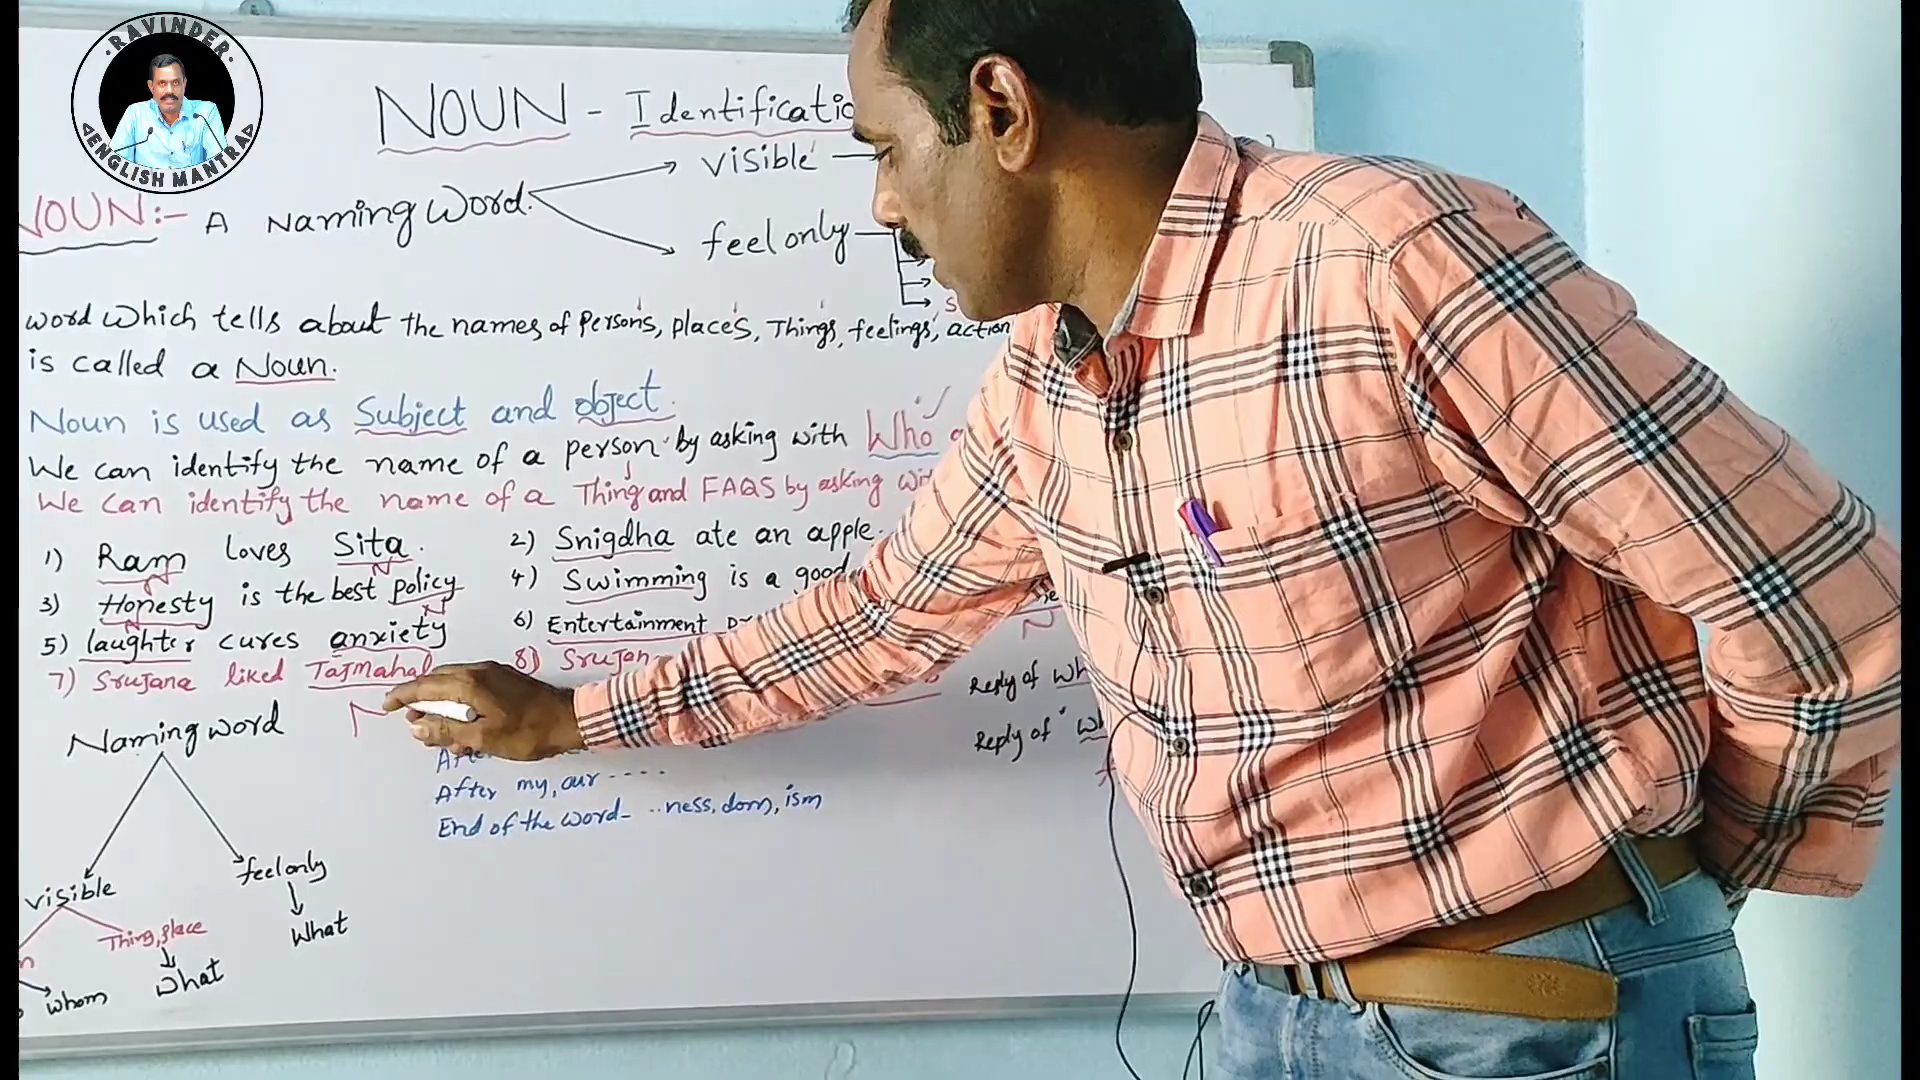 RAVINDER
ENGLISH MANTRA
NOUN - Identificatio
NOUN:- A Naming Word.
visible
feel only
word which tells about the names of persons, places, Things, feelings, action
is called a Noun.
Noun is used as Subject and object.
We can identify the name of a person by asking with Who
We can identify the name of a Thing and FAQS by asking wit
1) Ram loves Sita.
2) Snigdha ate an apple.
3) Honesty is the best policy
4) Swimming is a good
5) laughter cures anxiety
6) Entertainment
7) Srujana liked Tajmahal
8) Srujan
N
N
N
N
N
N
Reply of wh
Reply of wh
Naming word
After my, our ----
End of the word- ..ness, dom, ism
visible
feel only
Thing, place
What
What
whom